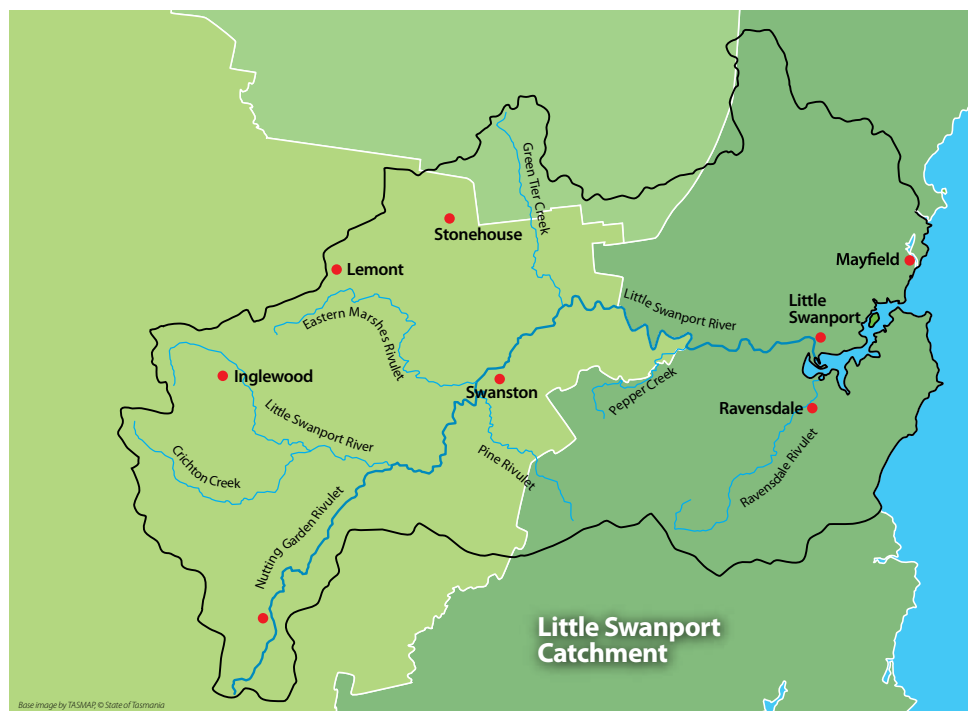 Green Tier Creek
Stonehouse
Lemont
Mayfield
Little Swanport River
Little
Swanport
Eastern Marshes Rivulet
Inglewood
Swanston
Pepper Creek
Ravensdale
Little Swanport River
Crichton Creek
Pine Rivulet
Ravensdale Rivulet
Nutting Garden Rivulet
Little Swanport
Catchment
Base image by TASMAP, © State of Tasmania